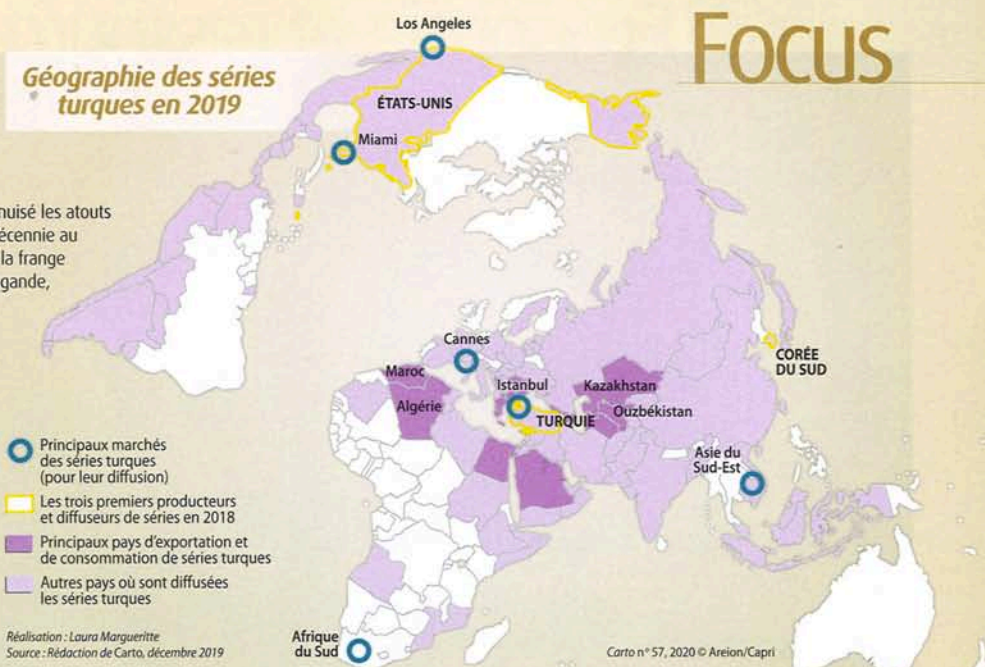 Focus
Géographie des séries
turques en 2019
nuisé les atouts
écennie au
la frange
gande,
Los Angeles
ÉTATS-UNIS
Miami
Cannes
Maroc
Algérie
Istanbul
TURQUIE
Kazakhstan
Ouzbékistan
CORÉE
DU SUD
Asie du
Sud-Est
Afrique
du Sud
Principaux marchés
des séries turques
(pour leur diffusion)
Les trois premiers producteurs
et diffuseurs de séries en 2018
Principaux pays d'exportation et
de consommation de séries turques
Autres pays où sont diffusées
les séries turques
Réalisation : Laura Margueritte
Source : Rédaction de Carto, décembre 2019
Carto n° 57, 2020 © Areion/Capri